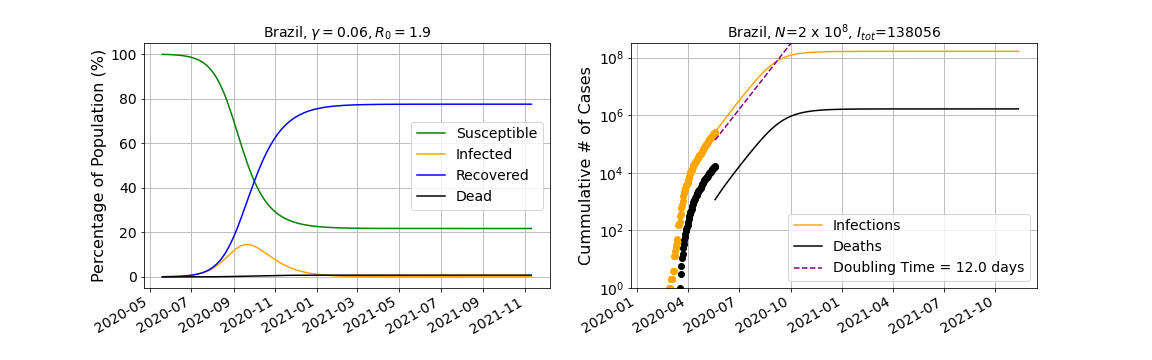 Brazil, γ = 0.06, R₀ = 1.9
Percentage of Population (%)
100
80
60
40
20
0
Susceptible
Infected
Recovered
Dead
2020-05
2020-07
2020-09
2020-11
2021-01
2021-03
2021-05
2021-07
2021-09
2021-11
Brazil, N=2 x 10⁸, Iₜₒₜ=138056
Cummulative # of Cases
10⁸
10⁶
10⁴
10²
10⁰
Infections
Deaths
Doubling Time = 12.0 days
2020-01
2020-04
2020-07
2020-10
2021-01
2021-04
2021-07
2021-10